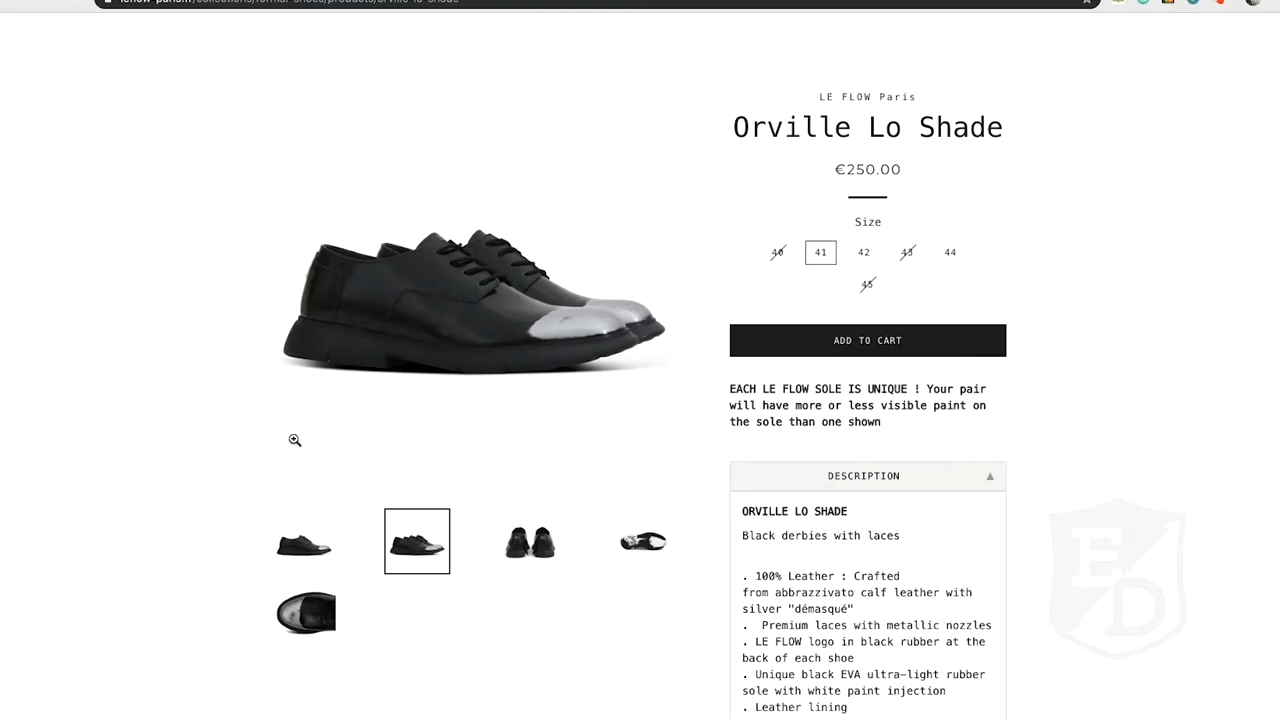 LE FLOW Paris
Orville Lo Shade
€250.00
Size
40 41 42 43 44
45
ADD TO CART
EACH LE FLOW SOLE IS UNIQUE ! Your pair
will have more or less visible paint on
the sole than one shown
DESCRIPTION
ORVILLE LO SHADE
Black derbies with laces
. 100% Leather : Crafted
from abbrazzivato calf leather with
silver "démasqué"
. Premium laces with metallic nozzles
. LE FLOW logo in black rubber at the
back of each shoe
. Unique black EVA ultra-light rubber
sole with white paint injection
. Leather lining
ED